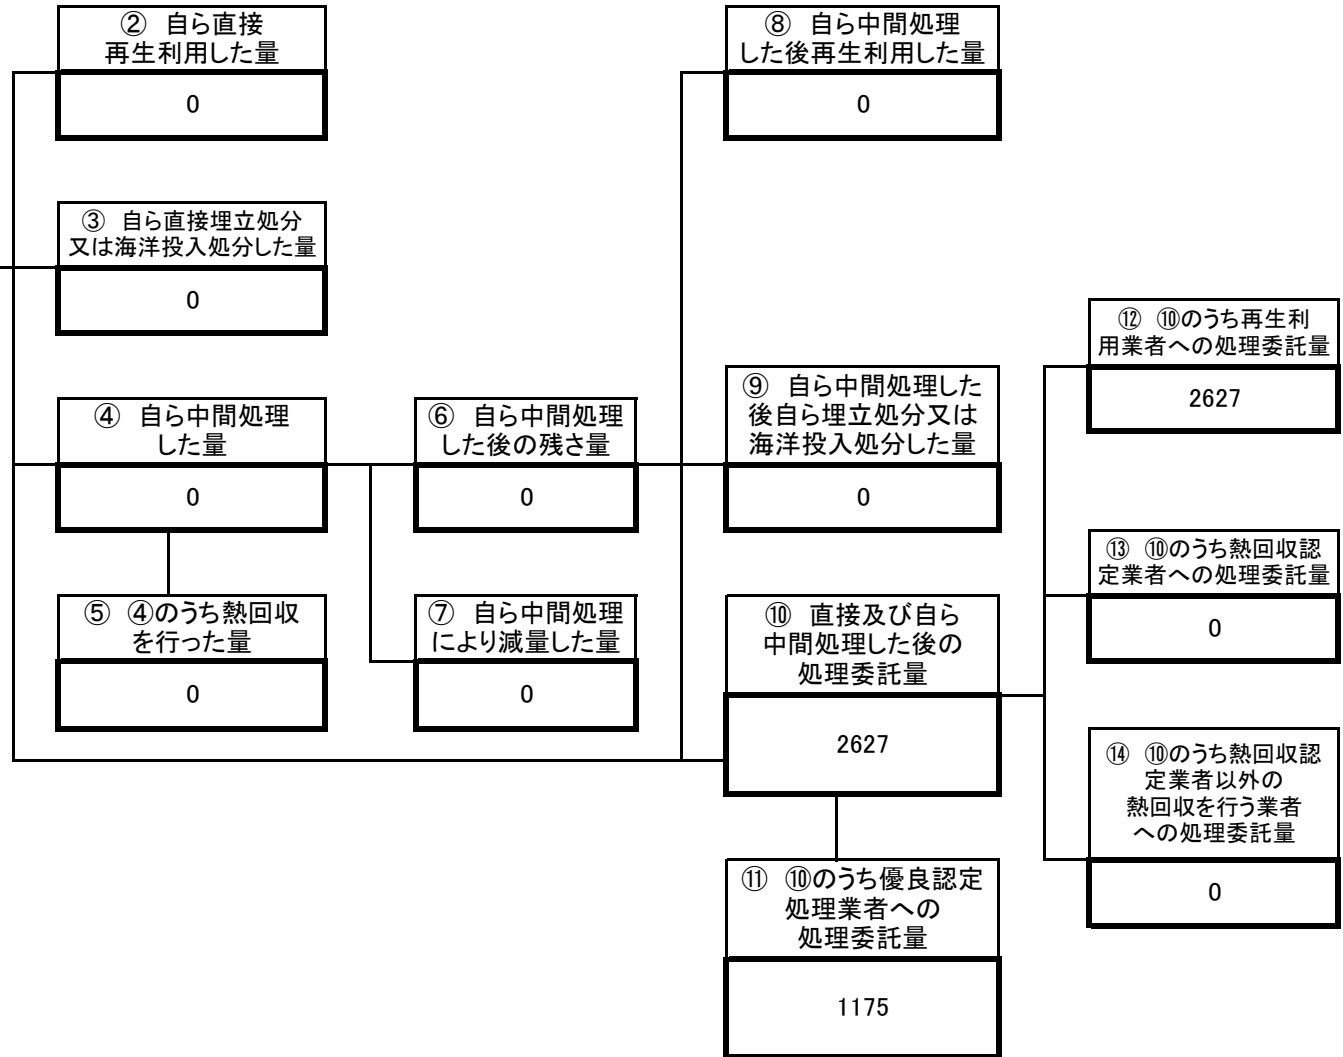 ② 自ら直接
再生利用した量
0
③ 自ら直接埋立処分
又は海洋投入処分した量
0
④ 自ら中間処理
した量
0
⑤ ④のうち熱回収
を行った量
0
⑥ 自ら中間処理
した後の残さ量
0
⑦ 自ら中間処理
により減量した量
0
⑧ 自ら中間処理
した後再生利用した量
0
⑨ 自ら中間処理した
後自ら埋立処分又は
海洋投入処分した量
0
⑩ 直接及び自ら
中間処理した後の
処理委託量
2627
⑪ ⑩のうち優良認定
処理業者への
処理委託量
1175
⑫ ⑩のうち再生利
用業者への処理委託量
2627
⑬ ⑩のうち熱回収認
定業者への処理委託量
0
⑭ ⑩のうち熱回収認
定業者以外の
熱回収を行う業者
への処理委託量
0